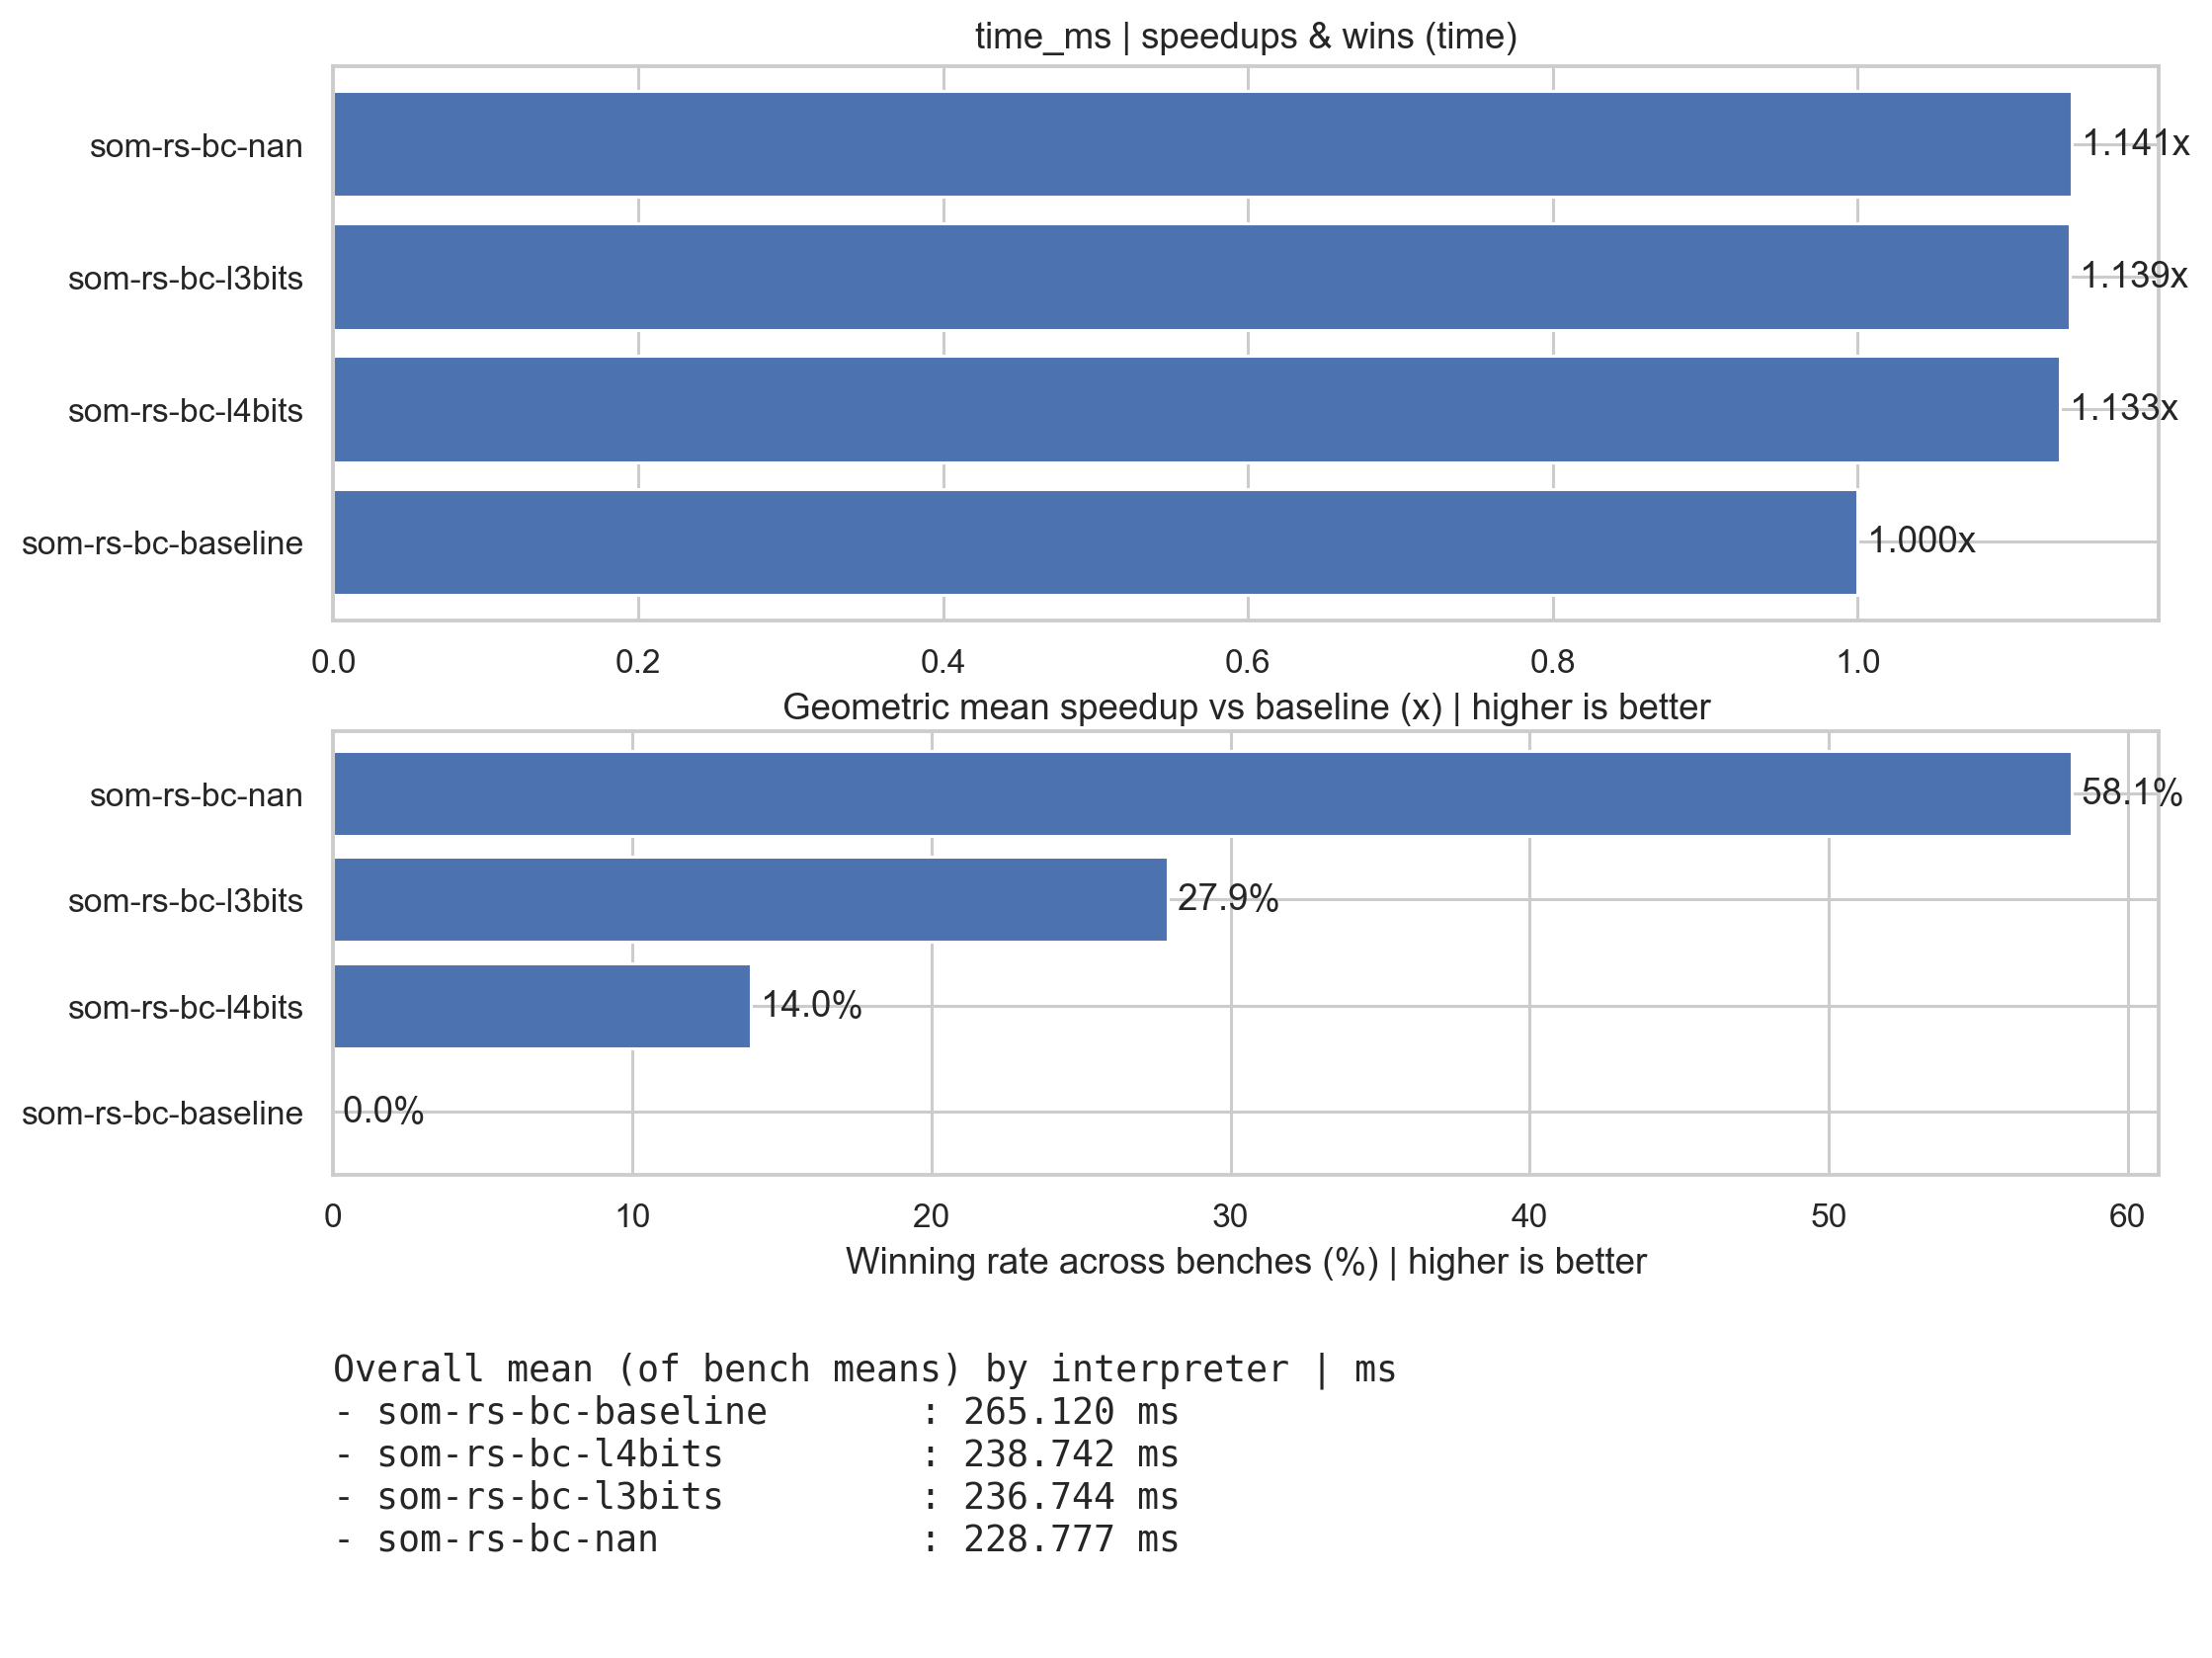 time_ms | speedups & wins (time)
som-rs-bc-nan
1.141x
som-rs-bc-l3bits
1.139x
som-rs-bc-l4bits
1.133x
som-rs-bc-baseline
1.000x
0.0 0.2 0.4 0.6 0.8 1.0
Geometric mean speedup vs baseline (x) | higher is better
som-rs-bc-nan
58.1%
som-rs-bc-l3bits
27.9%
som-rs-bc-l4bits
14.0%
som-rs-bc-baseline
0.0%
0 10 20 30 40 50 60
Winning rate across benches (%) | higher is better
Overall mean (of bench means) by interpreter | ms
- som-rs-bc-baseline : 265.120 ms
- som-rs-bc-l4bits : 238.742 ms
- som-rs-bc-l3bits : 236.744 ms
- som-rs-bc-nan : 228.777 ms